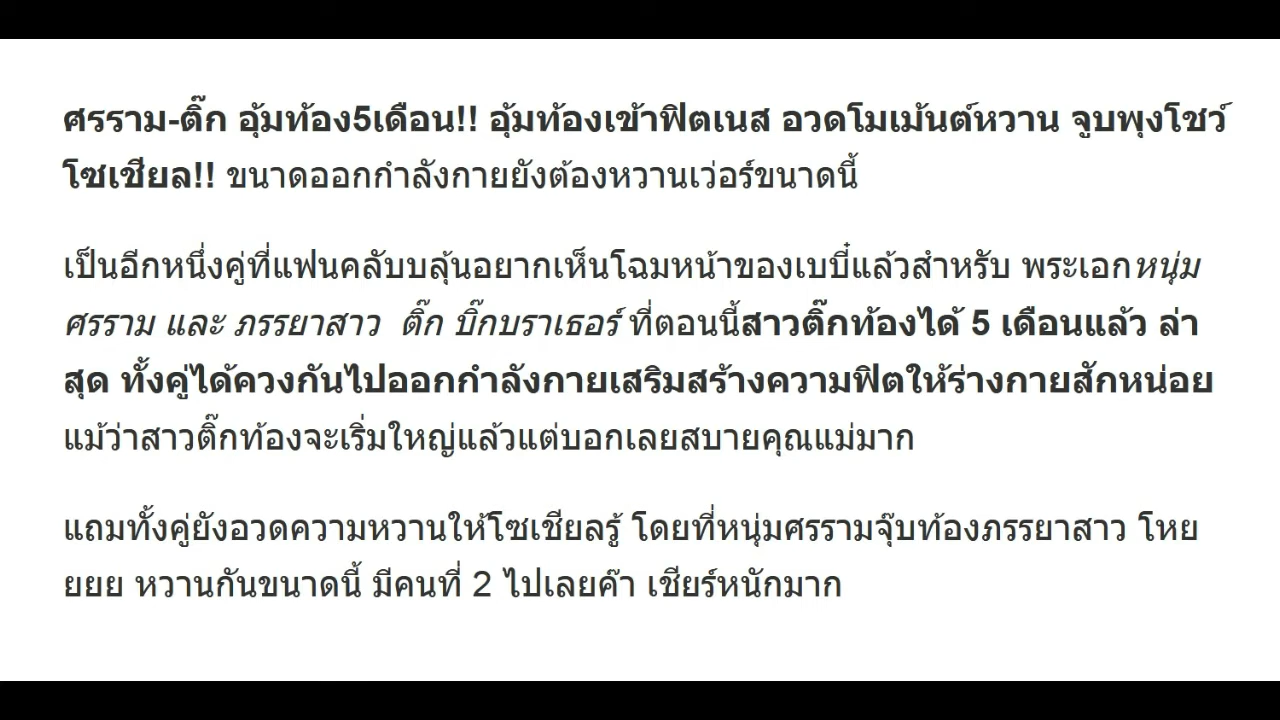 ศรราม-ติ๊ก อุ้มท้อง5เดือน!! อุ้มท้องเข้าฟิตเนส อวดโมเม้นต์หวาน จูบพุงโชว์
โซเชียล!! ขนาดออกกำลังกายยังต้องหวานเว่อร์ขนาดนี้
เป็นอีกหนึ่งคู่ที่แฟนคลับบลุ้นอยากเห็นโฉมหน้าของเบบี๋แล้วสำหรับ พระเอกหนุ่ม
ศรราม และ ภรรยาสาว  ติ๊ก บิ๊กบราเธอร์ ที่ตอนนี้สาวติ๊กท้องได้ 5 เดือนแล้ว ล่า
สุด ทั้งคู่ได้ควงกันไปออกกำลังกายเสริมสร้างความฟิตให้ร่างกายสักหน่อย
แม้ว่าสาวติ๊กท้องจะเริ่มใหญ่แล้วแต่บอกเลยสบายคุณแม่มาก
แถมทั้งคู่ยังอวดความหวานให้โซเชียลรู้ โดยที่หนุ่มศรรามจุ๊บท้องภรรยาสาว โหย
ยยย หวานกันขนาดนี้ มีคนที่ 2 ไปเลยค๊า เชียร์หนักมาก